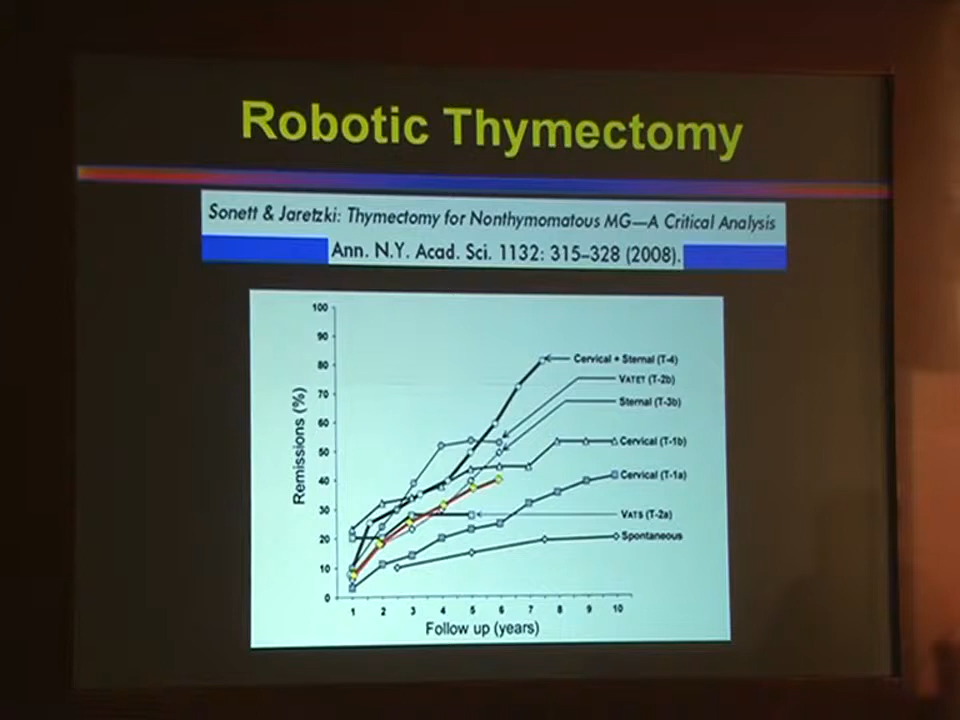 Robotic Thymectomy
Sonett & Jaretzki: Thymectomy for Nonthymomatous MG—A Critical Analysis
Ann. N.Y. Acad. Sci. 1132: 315–328 (2008).
100
90
80
70
60
50
40
30
20
10
0
Remissions (%)
Cervical + Sternal (T-4)
VATET (T-2b)
Sternal (T-3b)
Cervical (T-1b)
Cervical (T-1a)
VATS (T-2a)
Spontaneous
1 2 3 4 5 6 7 8 9 10
Follow up (years)